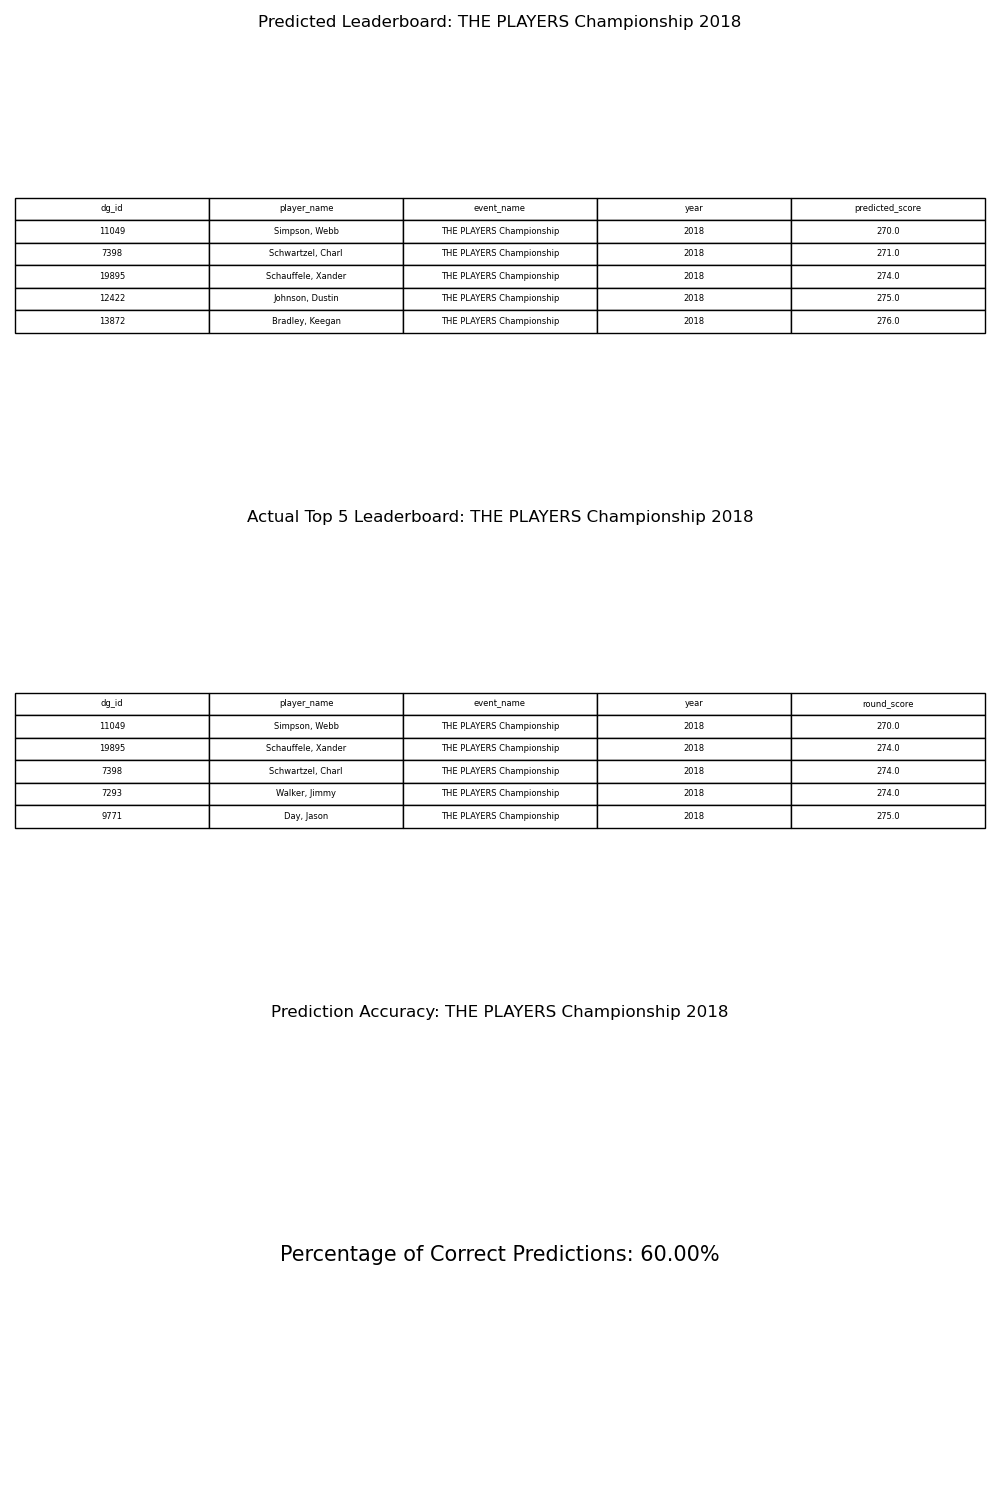 Predicted Leaderboard: THE PLAYERS Championship 2018
dg_id player_name event_name year predicted_score
11049 Simpson, Webb THE PLAYERS Championship 2018 270.0
7398 Schwartzel, Charl THE PLAYERS Championship 2018 271.0
19895 Schauffele, Xander THE PLAYERS Championship 2018 274.0
12422 Johnson, Dustin THE PLAYERS Championship 2018 275.0
13872 Bradley, Keegan THE PLAYERS Championship 2018 276.0
Actual Top 5 Leaderboard: THE PLAYERS Championship 2018
dg_id player_name event_name year round_score
11049 Simpson, Webb THE PLAYERS Championship 2018 270.0
19895 Schauffele, Xander THE PLAYERS Championship 2018 274.0
7398 Schwartzel, Charl THE PLAYERS Championship 2018 274.0
7293 Walker, Jimmy THE PLAYERS Championship 2018 274.0
9771 Day, Jason THE PLAYERS Championship 2018 275.0
Prediction Accuracy: THE PLAYERS Championship 2018
Percentage of Correct Predictions: 60.00%